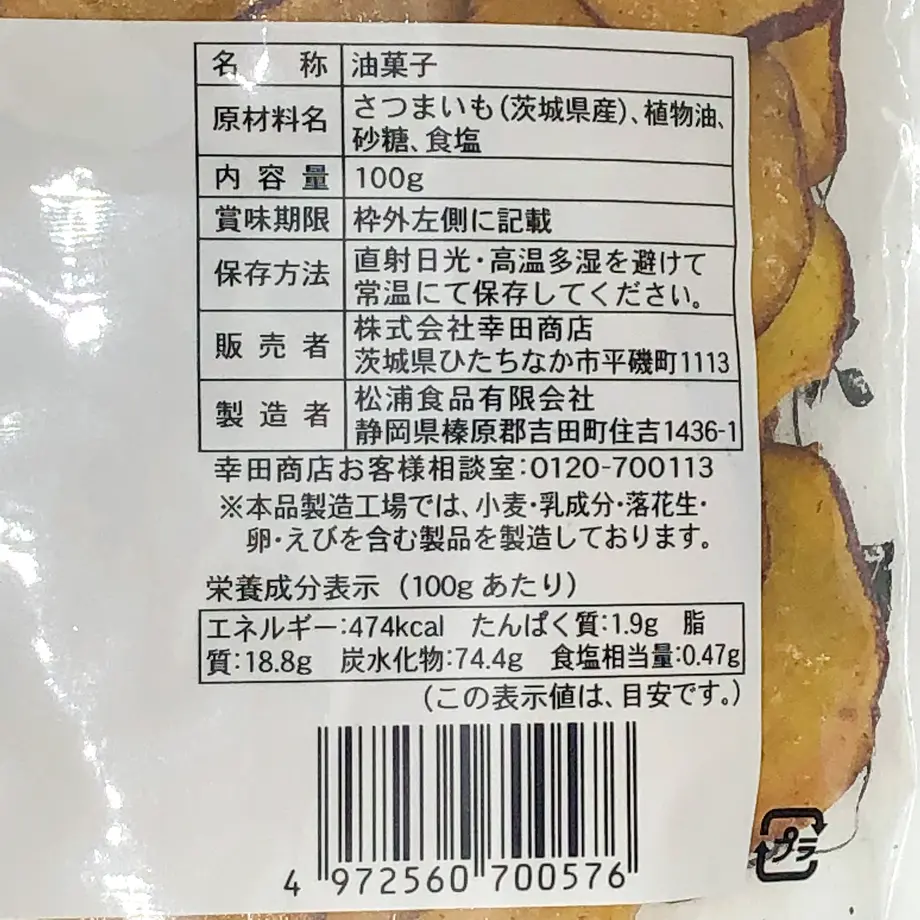 名称 油菓子
原材料名 さつまいも(茨城県産)、植物油、
砂糖、食塩
内容量 100g
賞味期限 枠外左側に記載
保存方法 直射日光・高温多湿を避けて
常温にて保存してください。
販売者 株式会社幸田商店
茨城県ひたちなか市平磯町1113
製造者 松浦食品有限会社
静岡県榛原郡吉田町住吉1436-1
幸田商店お客様相談室:0120-700113
※本品製造工場では、小麦・乳成分・落花生・
卵・えびを含む製品を製造しております。
栄養成分表示(100gあたり)
エネルギー:474kcal たんぱく質:1.9g 脂
質:18.8g 炭水化物:74.4g 食塩相当量:0.47g
(この表示値は、目安です。)
4 972560 700576
プラ